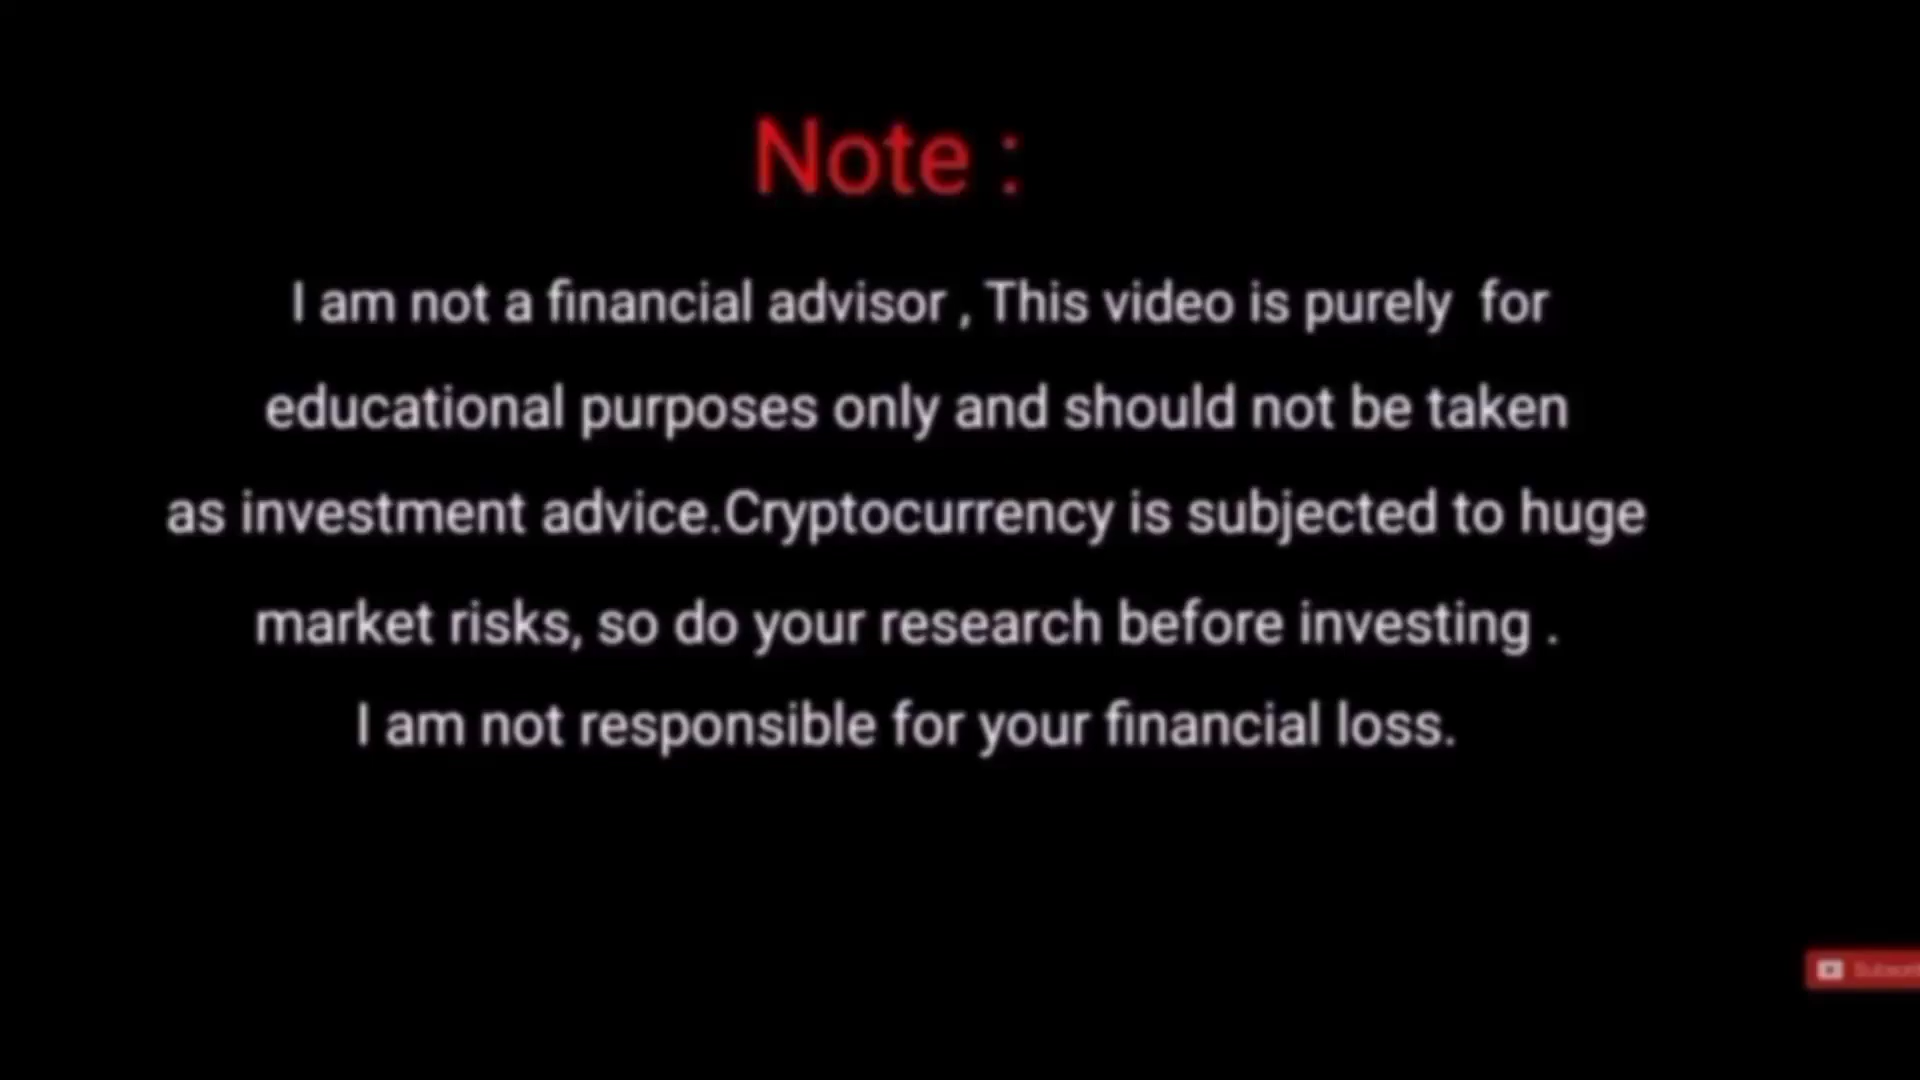 Note :
I am not a financial advisor , This video is purely  for
educational purposes only and should not be taken
as investment advice.Cryptocurrency is subjected to huge
market risks, so do your research before investing .
I am not responsible for your financial loss.